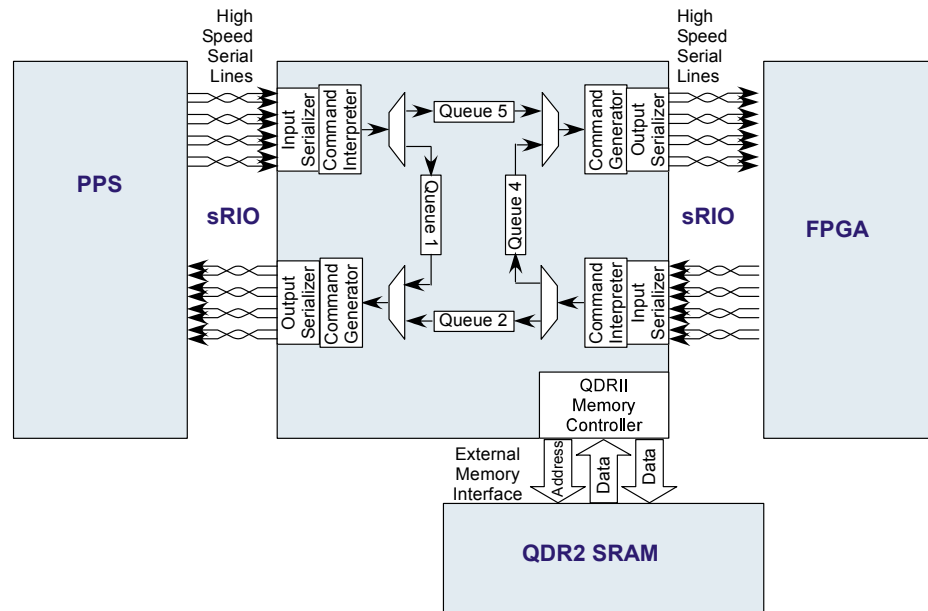 High
Speed
Serial
Lines
High
Speed
Serial
Lines
PPS
sRIO
Input
Serializer
Command
Interpreter
Queue 5
Queue 1
Queue 4
Command
Generator
Output
Serializer
sRIO
FPGA
Output
Serializer
Command
Generator
Queue 2
Command
Interpreter
Input
Serializer
QDRII
Memory
Controller
External
Memory
Interface
Address
Data
Data
QDR2 SRAM